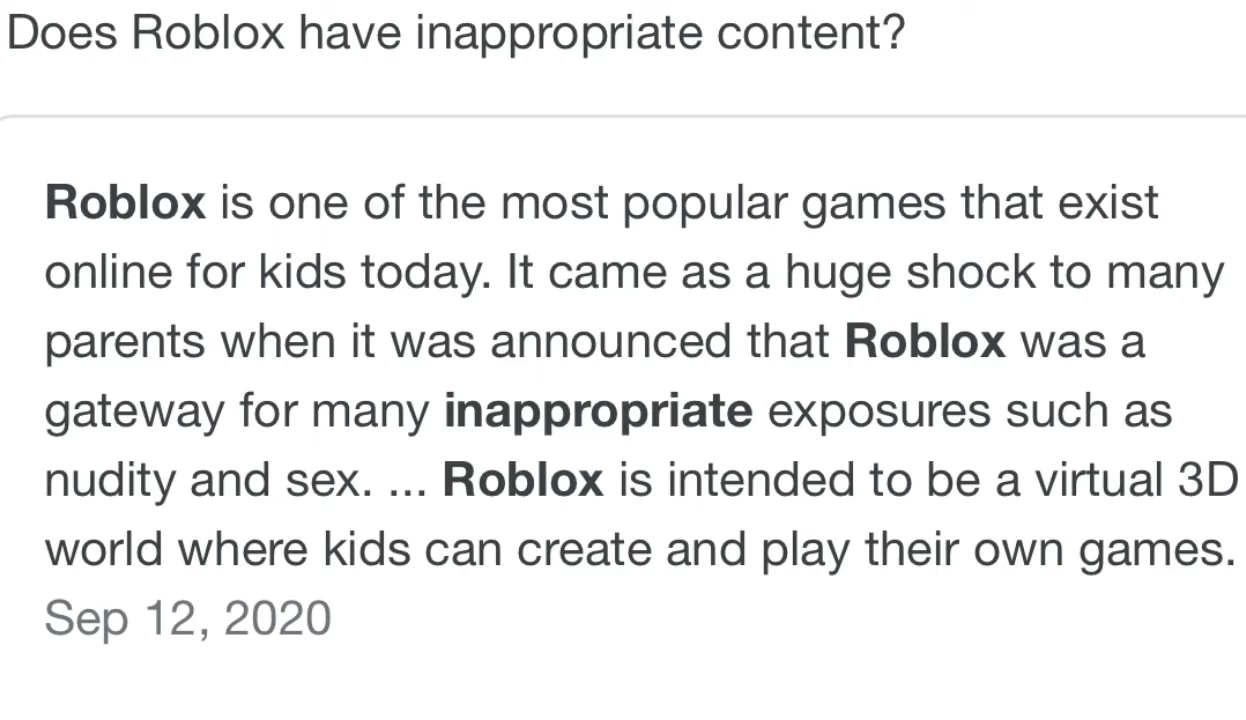 Does Roblox have inappropriate content?
Roblox is one of the most popular games that exist
online for kids today. It came as a huge shock to many
parents when it was announced that Roblox was a
gateway for many inappropriate exposures such as
nudity and sex. ... Roblox is intended to be a virtual 3D
world where kids can create and play their own games.
Sep 12, 2020